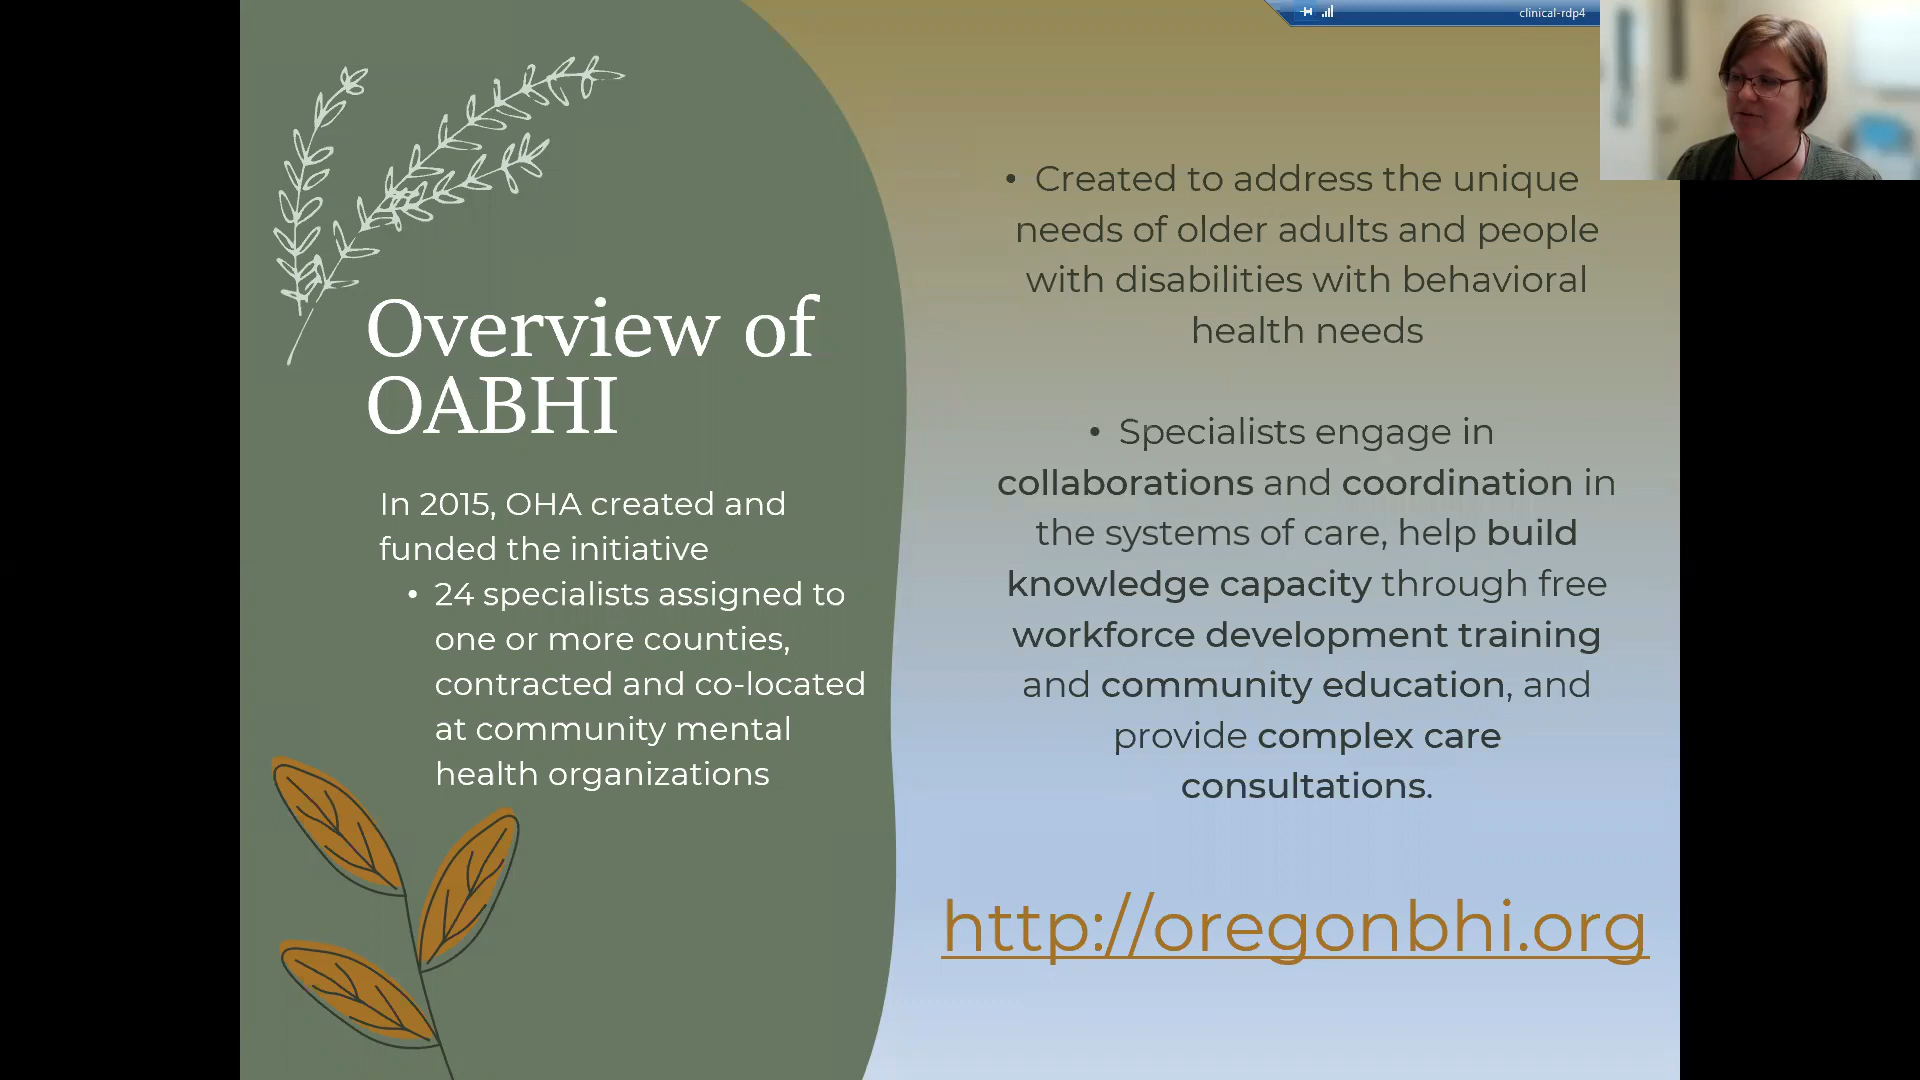 clinical-rdp4
Overview of
OABHI
In 2015, OHA created and
funded the initiative
• 24 specialists assigned to
one or more counties,
contracted and co-located
at community mental
health organizations
• Created to address the unique
needs of older adults and people
with disabilities with behavioral
health needs
• Specialists engage in
collaborations and coordination in
the systems of care, help build
knowledge capacity through free
workforce development training
and community education, and
provide complex care
consultations.
http://oregonbhi.org